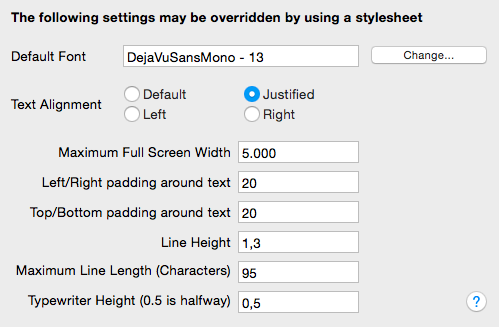 The following settings may be overridden by using a stylesheet
Default Font DejaVuSansMono - 13 Change...
Text Alignment Default Justified
Left Right
Maximum Full Screen Width 5.000
Left/Right padding around text 20
Top/Bottom padding around text 20
Line Height 1,3
Maximum Line Length (Characters) 95
Typewriter Height (0.5 is halfway) 0,5 ?